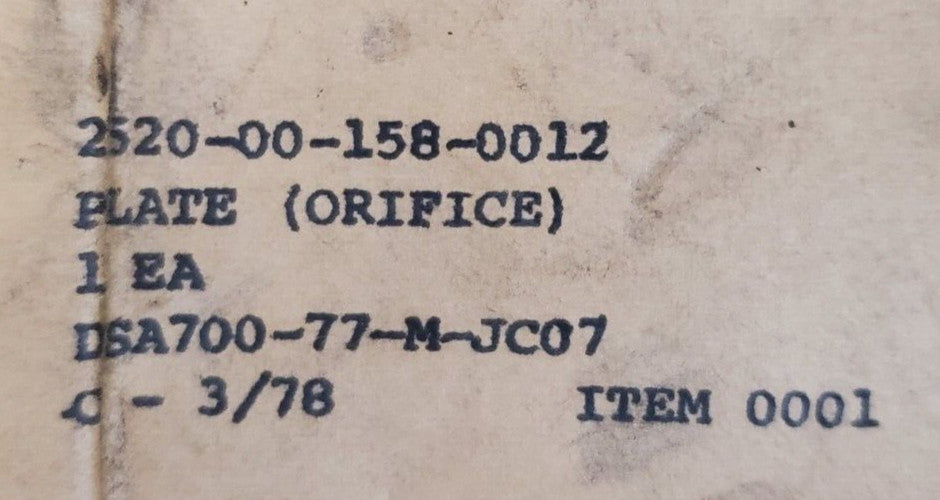 2520-00-158-0012
PLATE (ORIFICE)
1 EA
DSA700-77-M-JC07
C - 3/78 ITEM 0001